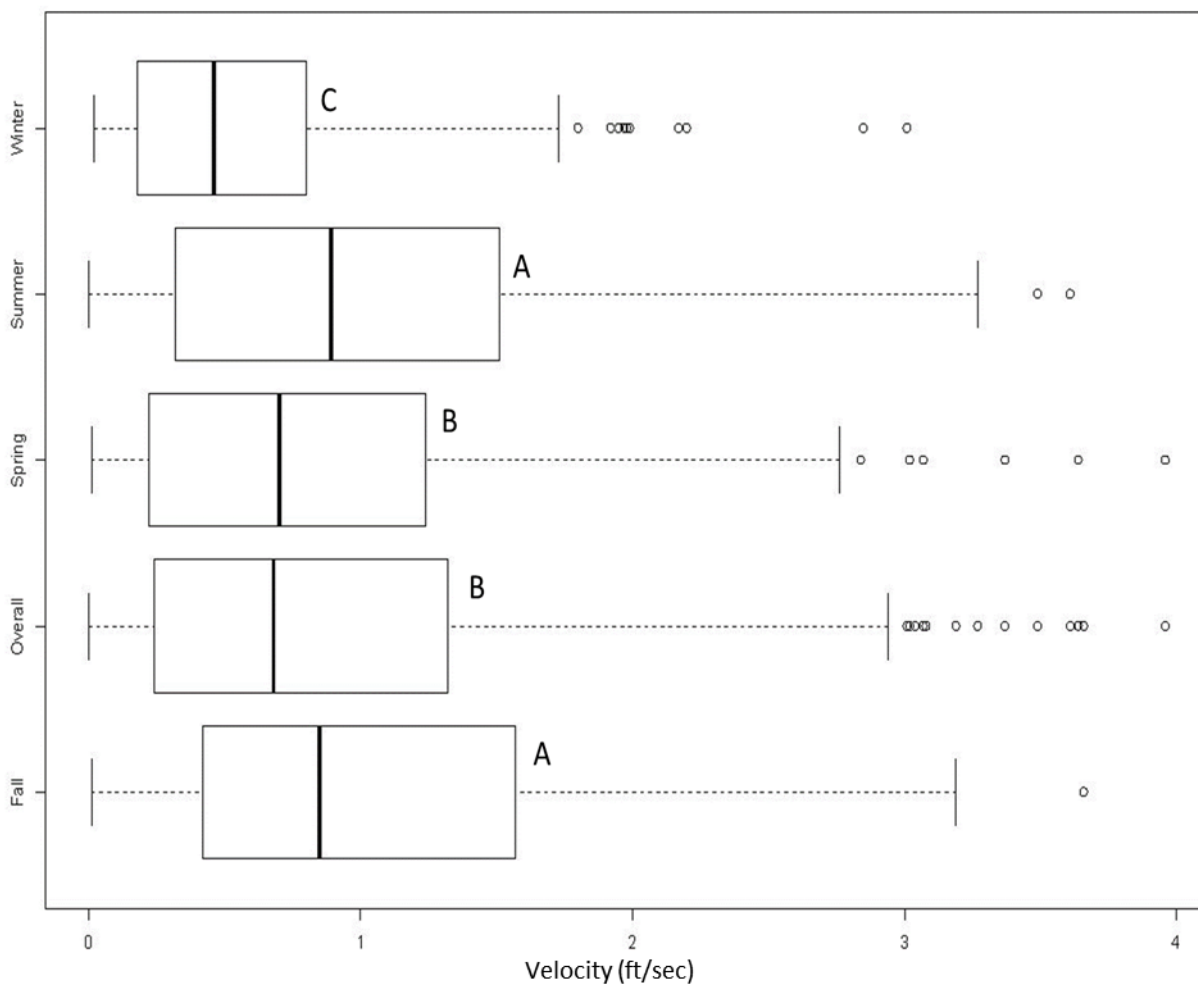 Winter
C
Summer
A
Spring
B
Overall
B
Fall
A
0 1 2 3 4
Velocity (ft/sec)